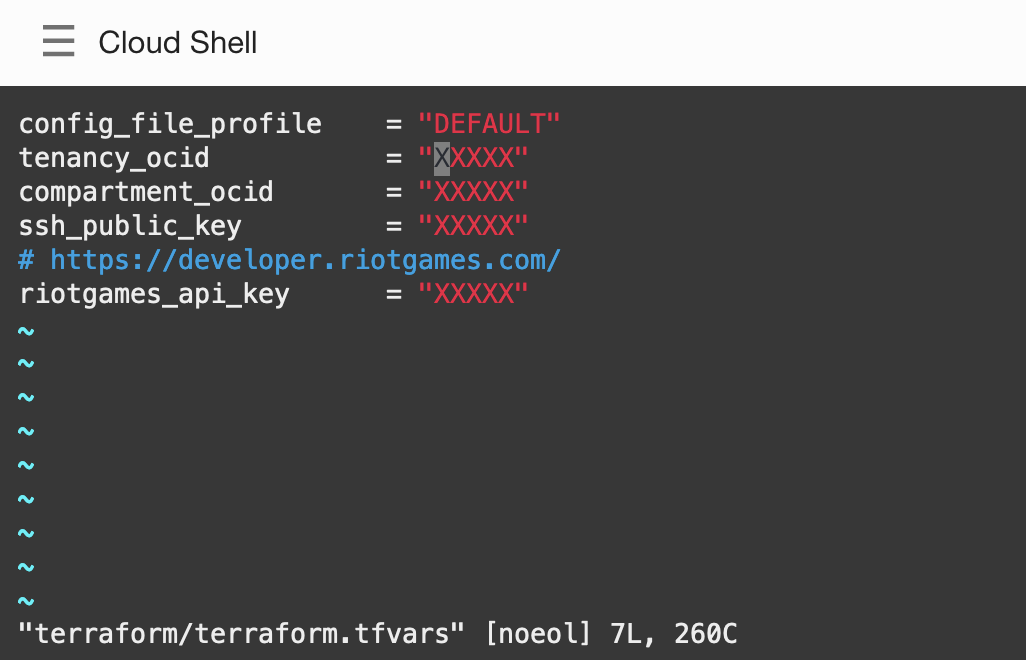 Cloud Shell
config_file_profile    = "DEFAULT"
tenancy_ocid           = "XXXXX"
compartment_ocid       = "XXXXX"
ssh_public_key         = "XXXXX"
# https://developer.riotgames.com/
riotgames_api_key      = "XXXXX"
~
~
~
~
~
~
~
~
~
"terraform/terraform.tfvars" [noeol] 7L, 260C